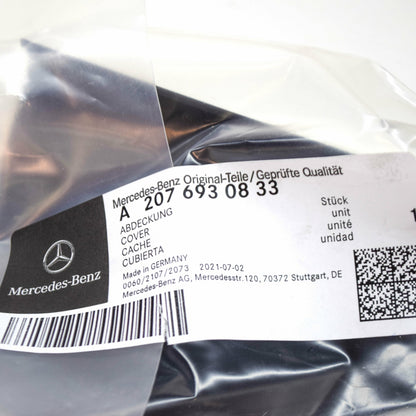 Mercedes-Benz Original-Teile/Geprüfte Qualität
A 207 693 08 33
ABDECKUNG
COVER
CACHE
CUBIERTA
Stück
unit
unité
unidad
1
Made in GERMANY
0060/2107/2073 2021-07-02
Mercedes-Benz AG, Mercedesstr.120, 70372 Stuttgart, DE
Mercedes-Benz